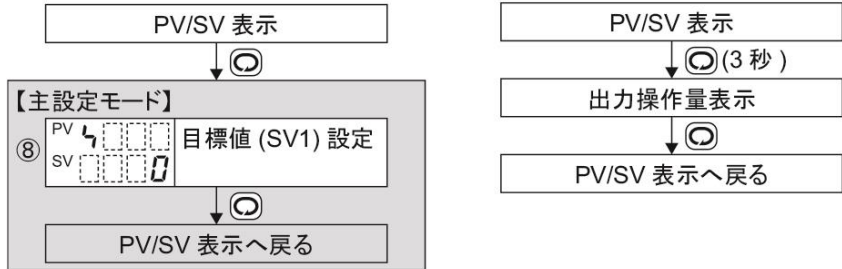 PV/SV 表示
【主設定モード】
⑧
PV
SV
0
目標値 (SV1) 設定
PV/SV 表示へ戻る
PV/SV 表示
(3 秒 )
出力操作量表示
PV/SV 表示へ戻る